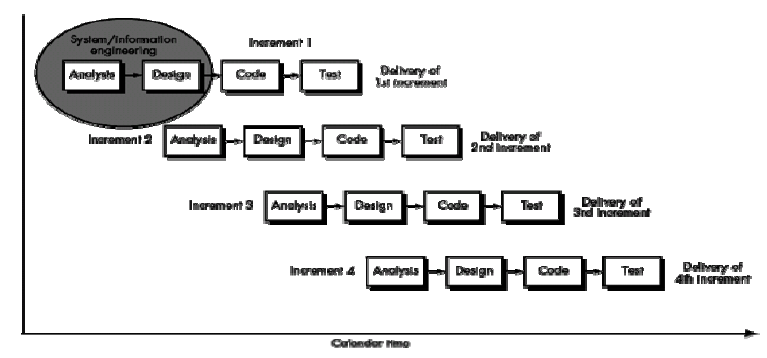 System/information
engineering
Increment 1
Analysis
Design
Code
Test
Delivery of
1st increment
Increment 2
Analysis
Design
Code
Test
Delivery of
2nd increment
Increment 3
Analysis
Design
Code
Test
Delivery of
3rd increment
Increment 4
Analysis
Design
Code
Test
Delivery of
4th increment
Calendar time